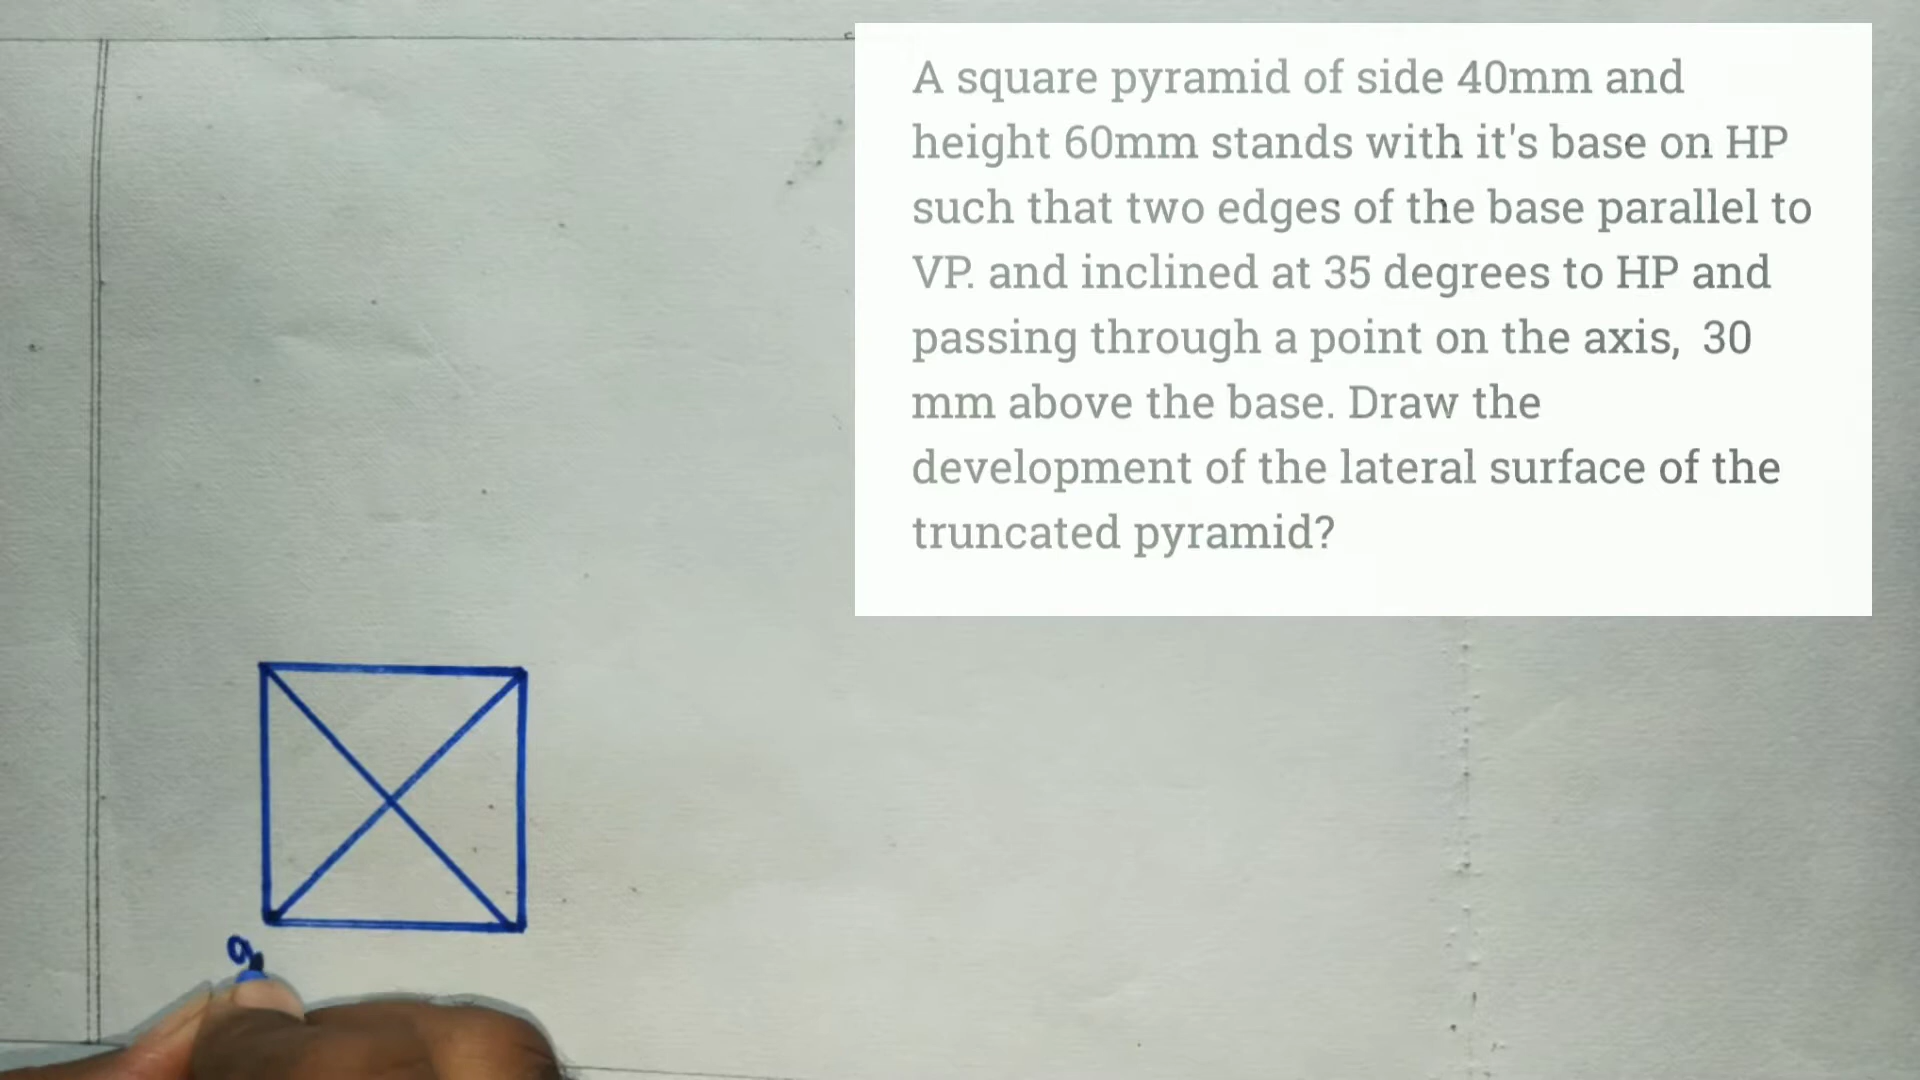 A square pyramid of side 40mm and
height 60mm stands with it's base on HP
such that two edges of the base parallel to
VP. and inclined at 35 degrees to HP and
passing through a point on the axis, 30
mm above the base. Draw the
development of the lateral surface of the
truncated pyramid?